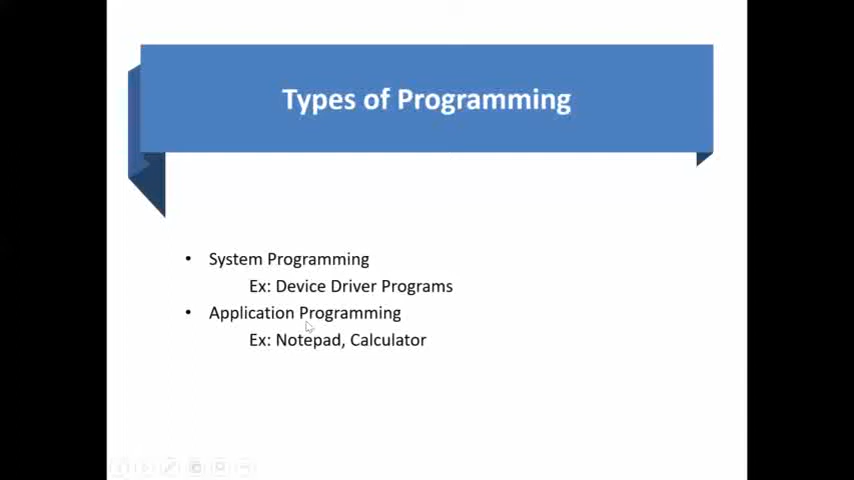 Types of Programming
• System Programming
Ex: Device Driver Programs
• Application Programming
Ex: Notepad, Calculator